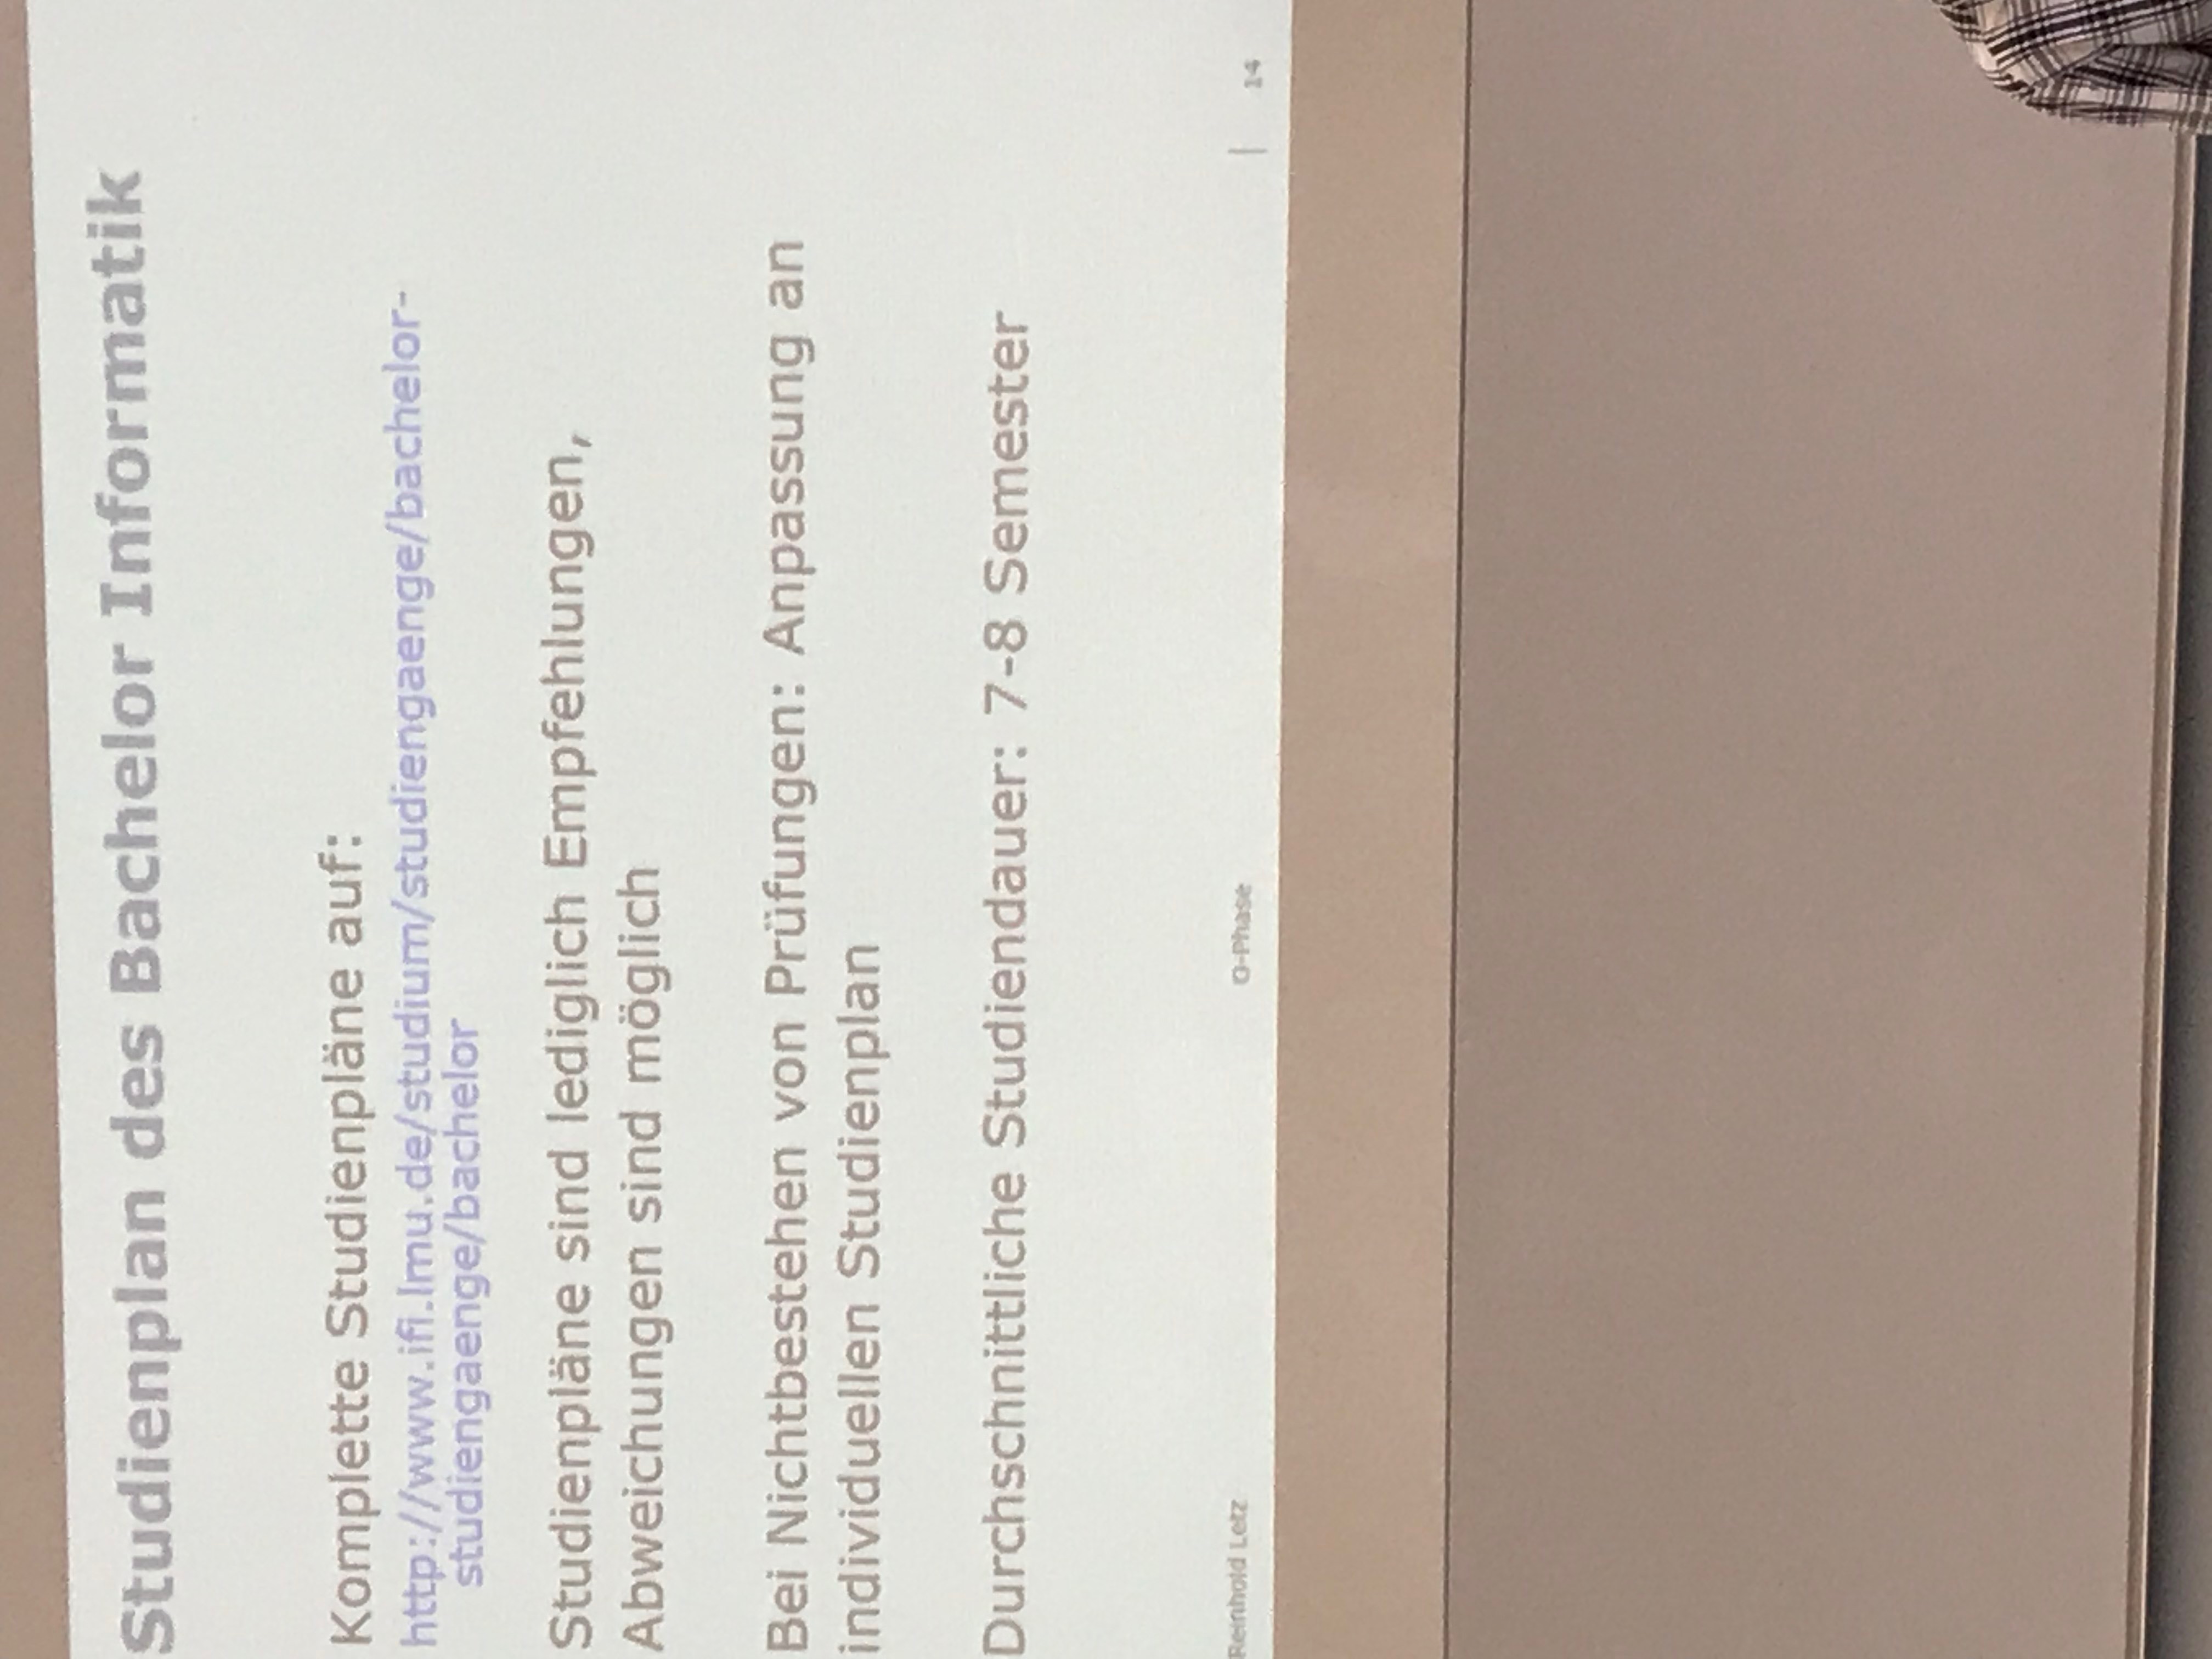 Studienplan des Bachelor Informatik
Komplette Studienpläne auf:
http://www.ifi.lmu.de/studium/studiengaenge/bachelor-
studiengaenge/bachelor
Studienpläne sind lediglich Empfehlungen,
Abweichungen sind möglich
Bei Nichtbestehen von Prüfungen: Anpassung an
individuellen Studienplan
Durchschnittliche Studiendauer: 7-8 Semester
Reinhold Letz O-Phase 14